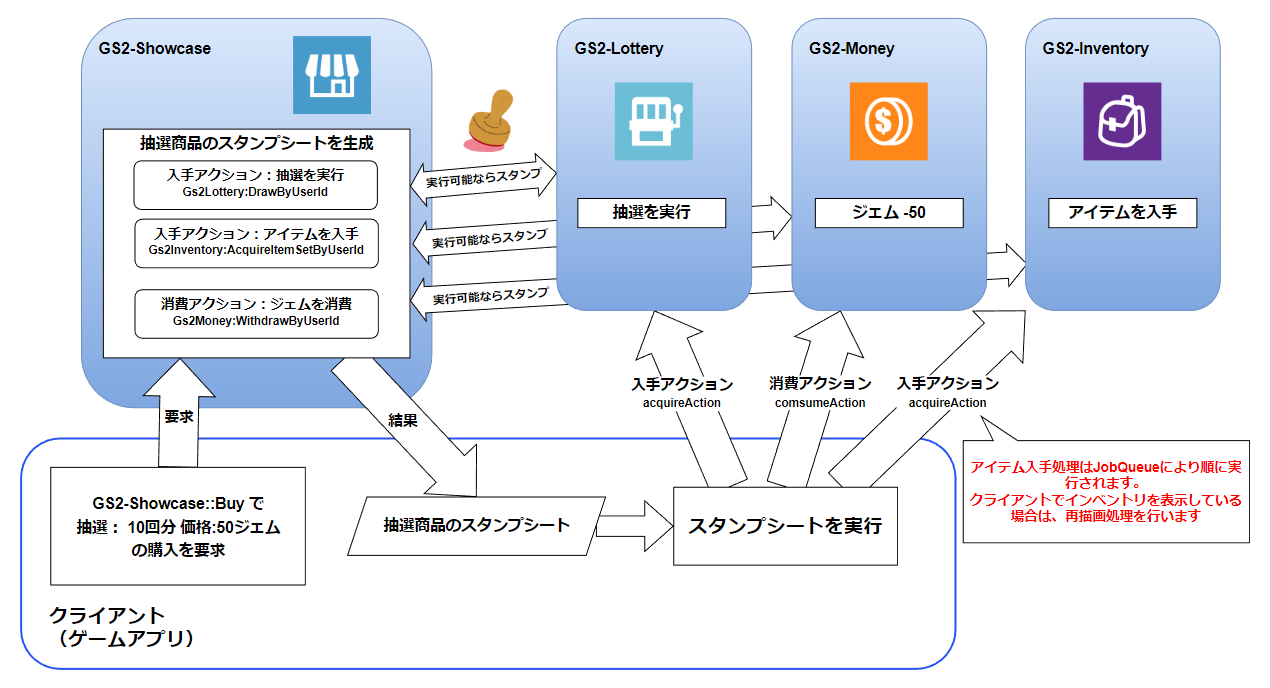 GS2-Showcase
抽選商品のスタンプシートを生成
入手アクション：抽選を実行
Gs2Lottery:DrawByUserId
入手アクション：アイテムを入手
Gs2Inventory:AcquireItemSetByUserId
消費アクション：ジェムを消費
Gs2Money:WithdrawByUserId
実行可能ならスタンプ
実行可能ならスタンプ
実行可能ならスタンプ
GS2-Lottery
抽選を実行
GS2-Money
ジェム -50
GS2-Inventory
アイテムを入手
要求
結果
入手アクション
acquireAction
消費アクション
comsumeAction
入手アクション
acquireAction
アイテム入手処理はJobQueueにより順に実
行されます。
クライアントでインベントリを表示している
場合は、再描画処理を行います
GS2-Showcase::Buy で
抽選： 10回分 価格:50ジェム
の購入を要求
抽選商品のスタンプシート
スタンプシートを実行
クライアント
（ゲームアプリ）